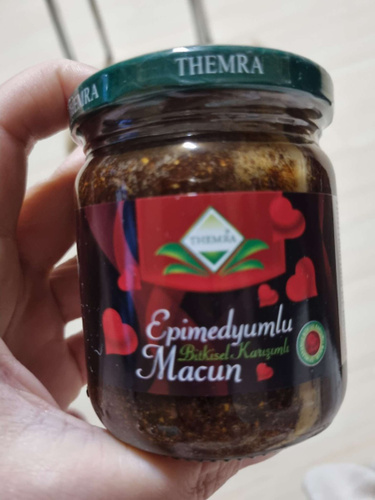 THEMRA
THEMRA
THEMRA
Epimedyumlu
Bitkisel Karışımlı
Macun